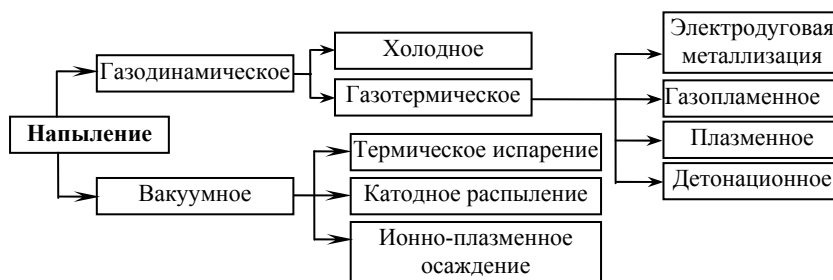 Напыление
Газодинамическое
Холодное
Газотермическое
Электродуговая
металлизация
Газопламенное
Плазменное
Детонационное
Вакуумное
Термическое испарение
Катодное распыление
Ионно-плазменное
осаждение